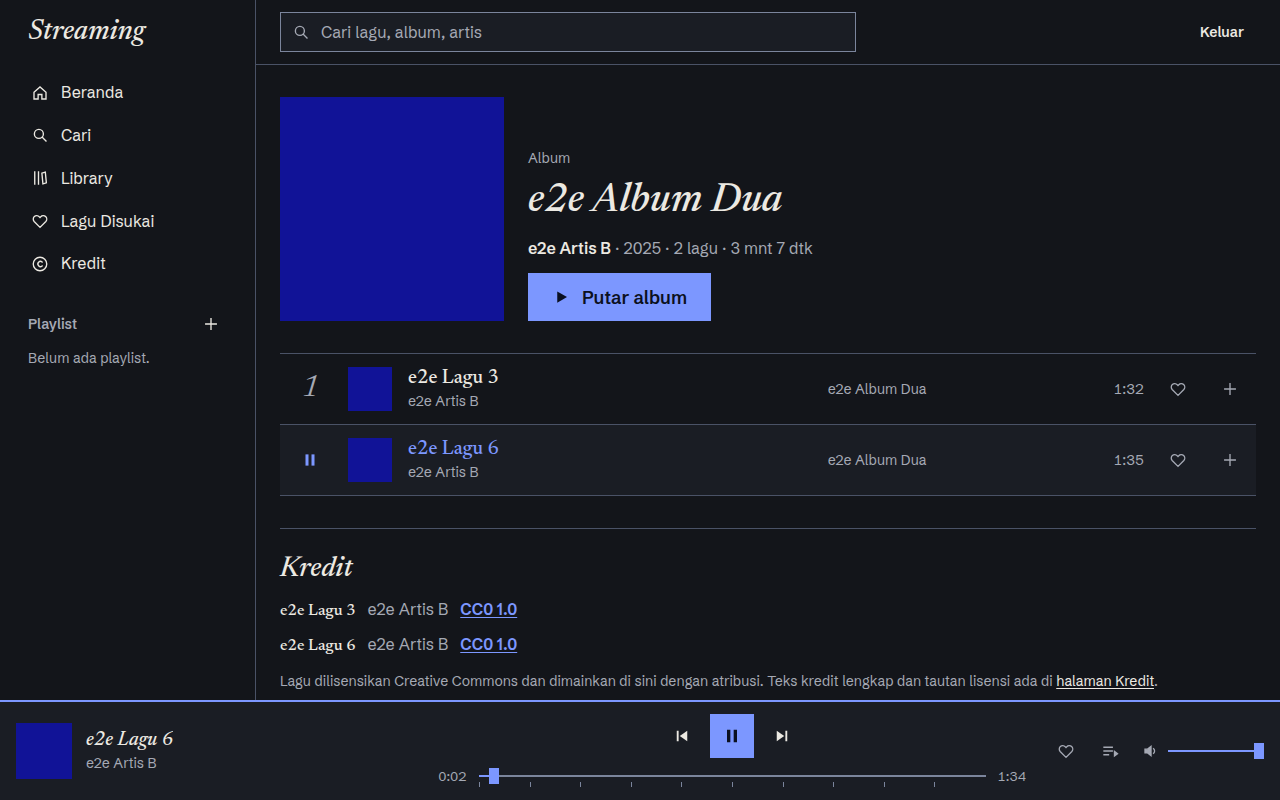 Streaming
Cari lagu, album, artis
Keluar
Beranda
Cari
Library
Lagu Disukai
Kredit
Playlist
Belum ada playlist.
Album
e2e Album Dua
e2e Artis B · 2025 · 2 lagu · 3 mnt 7 dtk
Putar album
1 e2e Lagu 3 e2e Album Dua 1:32
e2e Artis B
e2e Lagu 6 e2e Album Dua 1:35
e2e Artis B
Kredit
e2e Lagu 3 e2e Artis B CC0 1.0
e2e Lagu 6 e2e Artis B CC0 1.0
Lagu dilisensikan Creative Commons dan dimainkan di sini dengan atribusi. Teks kredit lengkap dan tautan lisensi ada di halaman Kredit.
e2e Lagu 6
e2e Artis B
0:02
1:34